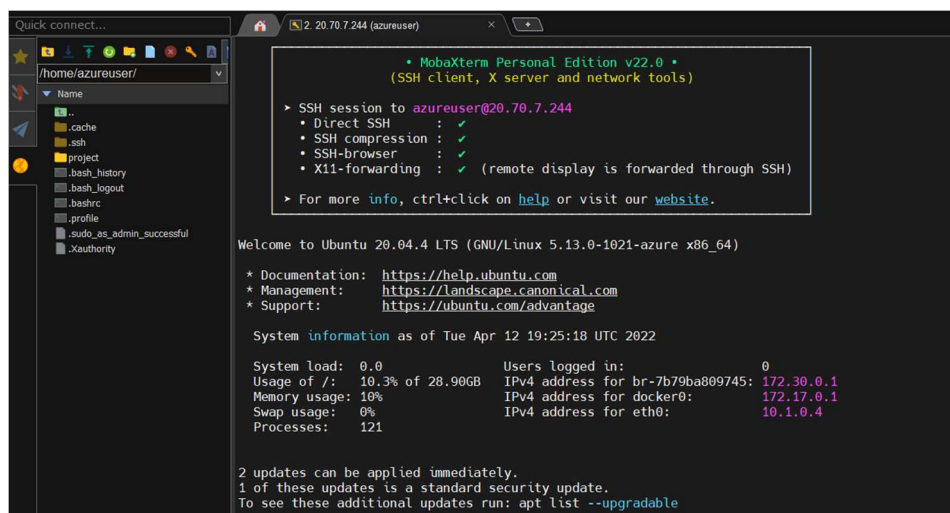 Quick connect...
2. 20.70.7.244 (azureuser)
/home/azureuser/
Name
..
.cache
.ssh
project
.bash_history
.bash_logout
.bashrc
.profile
.sudo_as_admin_successful
.Xauthority
• MobaXterm Personal Edition v22.0 •
(SSH client, X server and network tools)
➤ SSH session to azureuser@20.70.7.244
• Direct SSH : ✔
• SSH compression : ✔
• SSH-browser : ✔
• X11-forwarding : ✔ (remote display is forwarded through SSH)
➤ For more info, ctrl+click on help or visit our website.
Welcome to Ubuntu 20.04.4 LTS (GNU/Linux 5.13.0-1021-azure x86_64)
* Documentation: https://help.ubuntu.com
* Management: https://landscape.canonical.com
* Support: https://ubuntu.com/advantage
System information as of Tue Apr 12 19:25:18 UTC 2022
System load: 0.0 Users logged in: 0
Usage of /: 10.3% of 28.90GB IPv4 address for br-7b79ba809745: 172.30.0.1
Memory usage: 10% IPv4 address for docker0: 172.17.0.1
Swap usage: 0% IPv4 address for eth0: 10.1.0.4
Processes: 121
2 updates can be applied immediately.
1 of these updates is a standard security update.
To see these additional updates run: apt list --upgradable